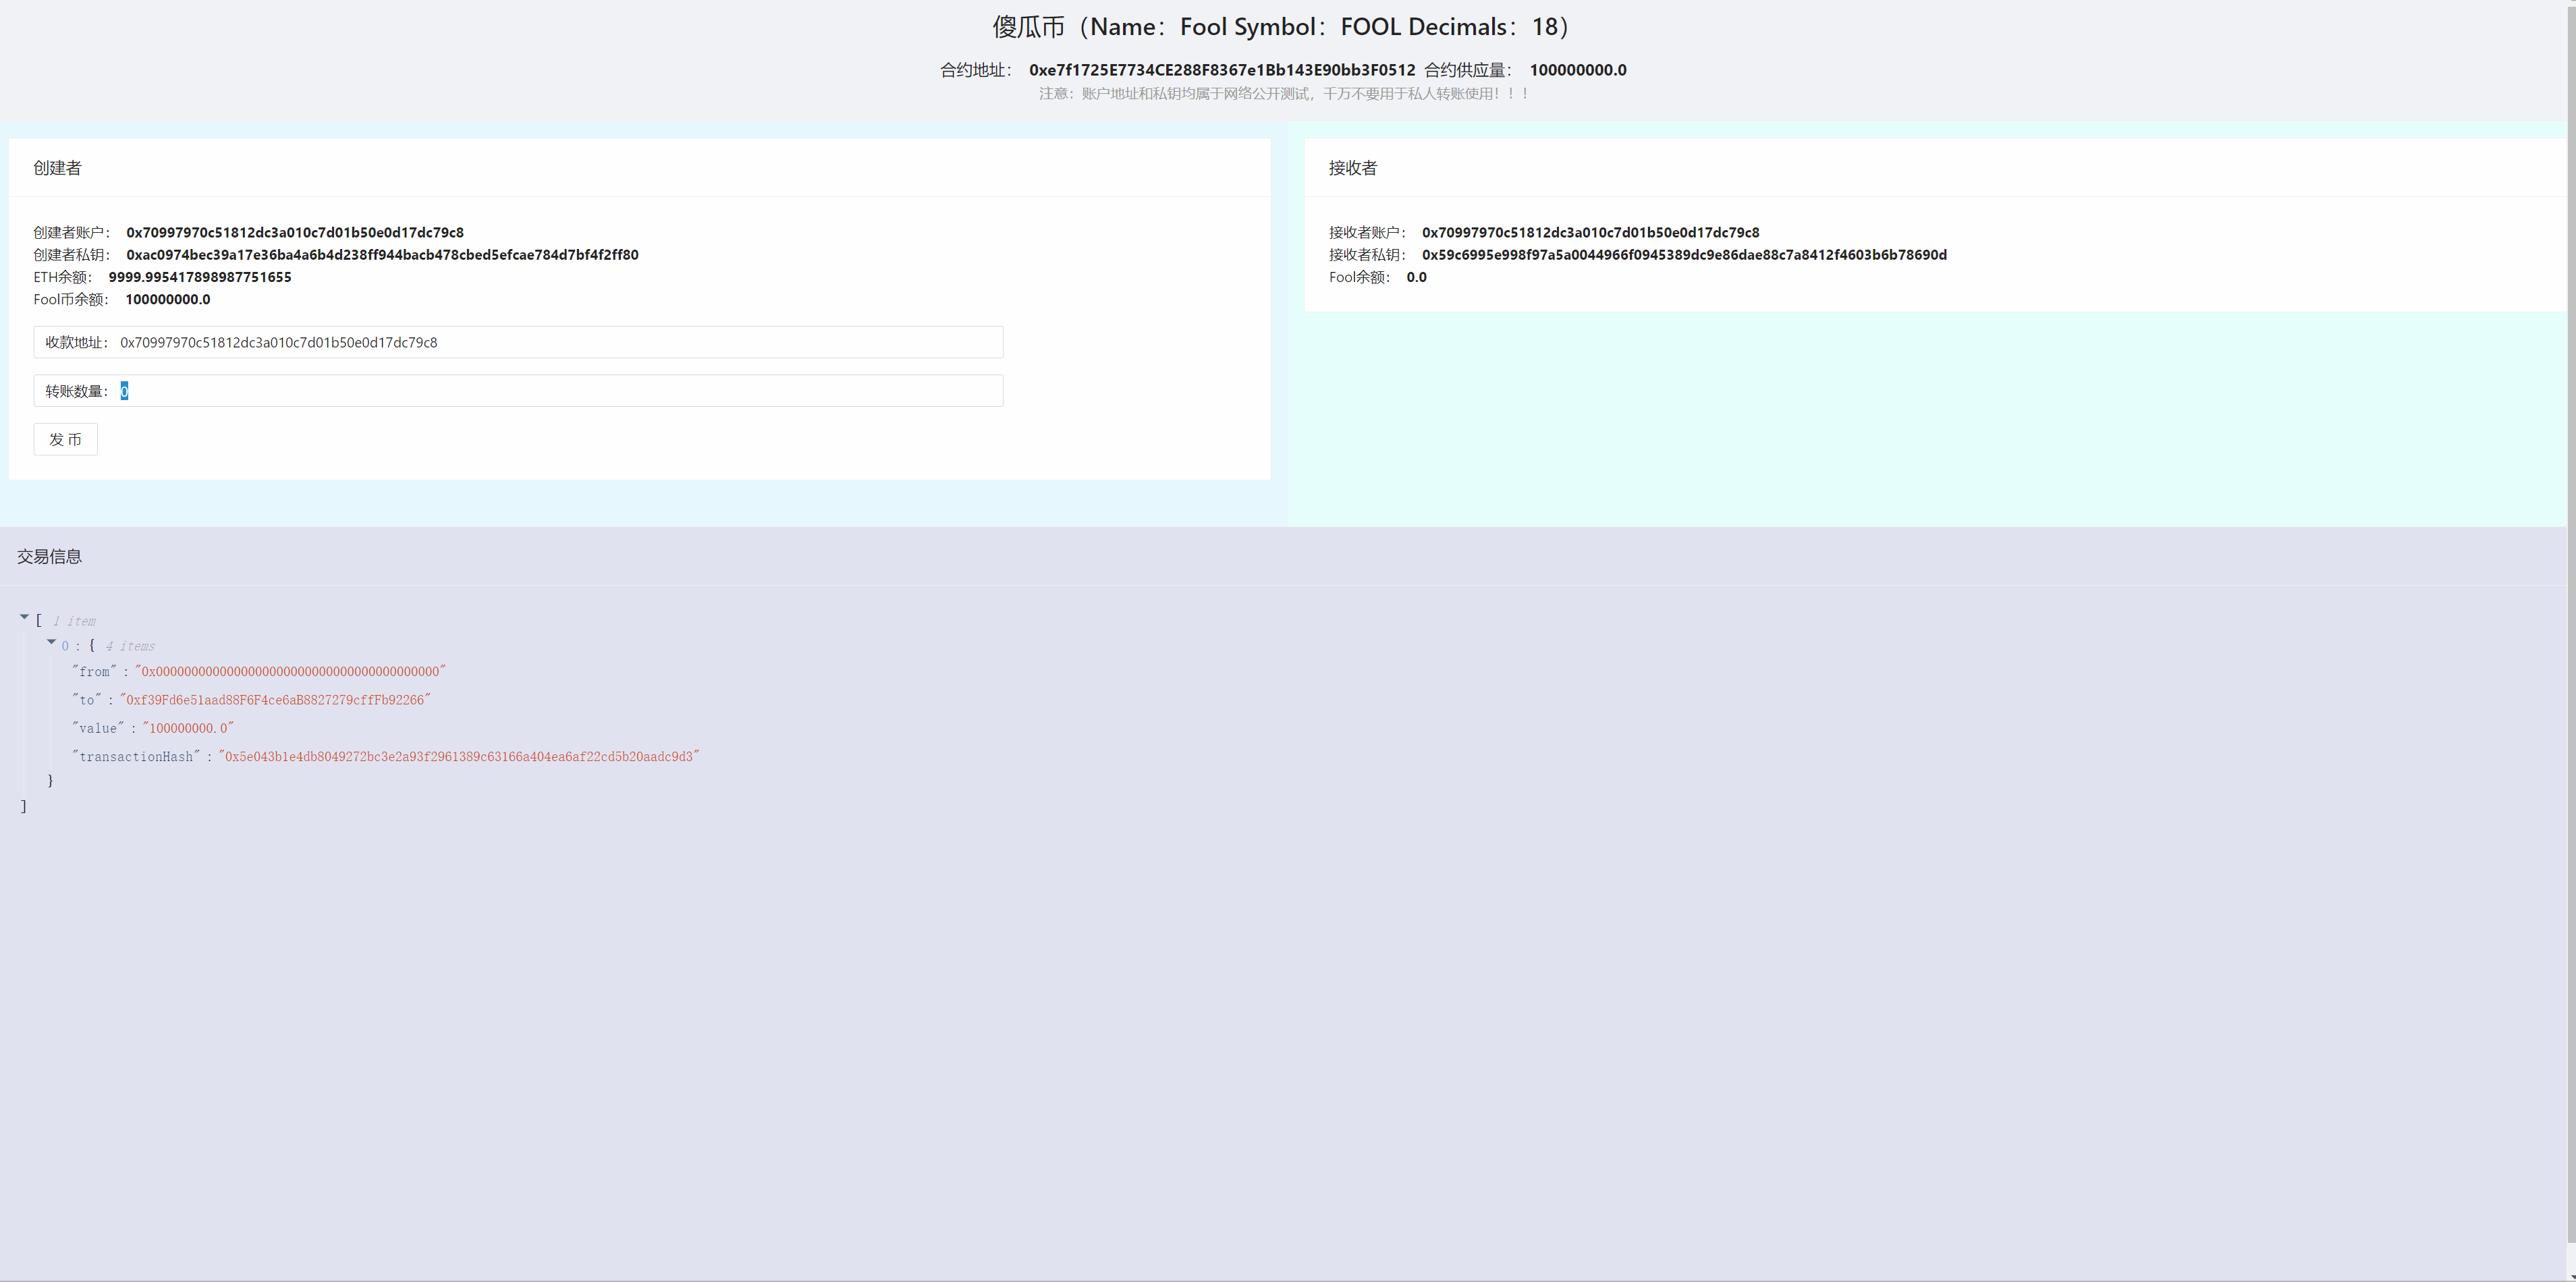 傻瓜币（Name：Fool Symbol：FOOL Decimals：18）
合约地址： 0xe7f1725E7734CE288F8367e1Bb143E90bb3F0512 合约供应量： 100000000.0
注意：账户地址和私钥均属于网络公开测试，千万不要用于私人转账使用！！！
创建者
创建者账户： 0x70997970c51812dc3a010c7d01b50e0d17dc79c8
创建者私钥： 0xac0974bec39a17e36ba4a6b4d238ff944bacb478cbed5efcae784d7bf4f2ff80
ETH余额： 9999.995417898987751655
Fool币余额： 100000000.0
收款地址： 0x70997970c51812dc3a010c7d01b50e0d17dc79c8
转账数量： 0
发 币
接收者
接收者账户： 0x70997970c51812dc3a010c7d01b50e0d17dc79c8
接收者私钥： 0x59c6995e998f97a5a0044966f0945389dc9e86dae88c7a8412f4603b6b78690d
Fool余额： 0.0
交易信息
[ 1 item
0 : { 4 items
"from" : "0x0000000000000000000000000000000000000000"
"to" : "0xf39Fd6e51aad88F6F4ce6aB8827279cffFb92266"
"value" : "100000000.0"
"transactionHash" : "0x5e043b1e4db8049272bc3e2a93f2961389c63166a404ea6af22cd5b20aadc9d3"
}
]